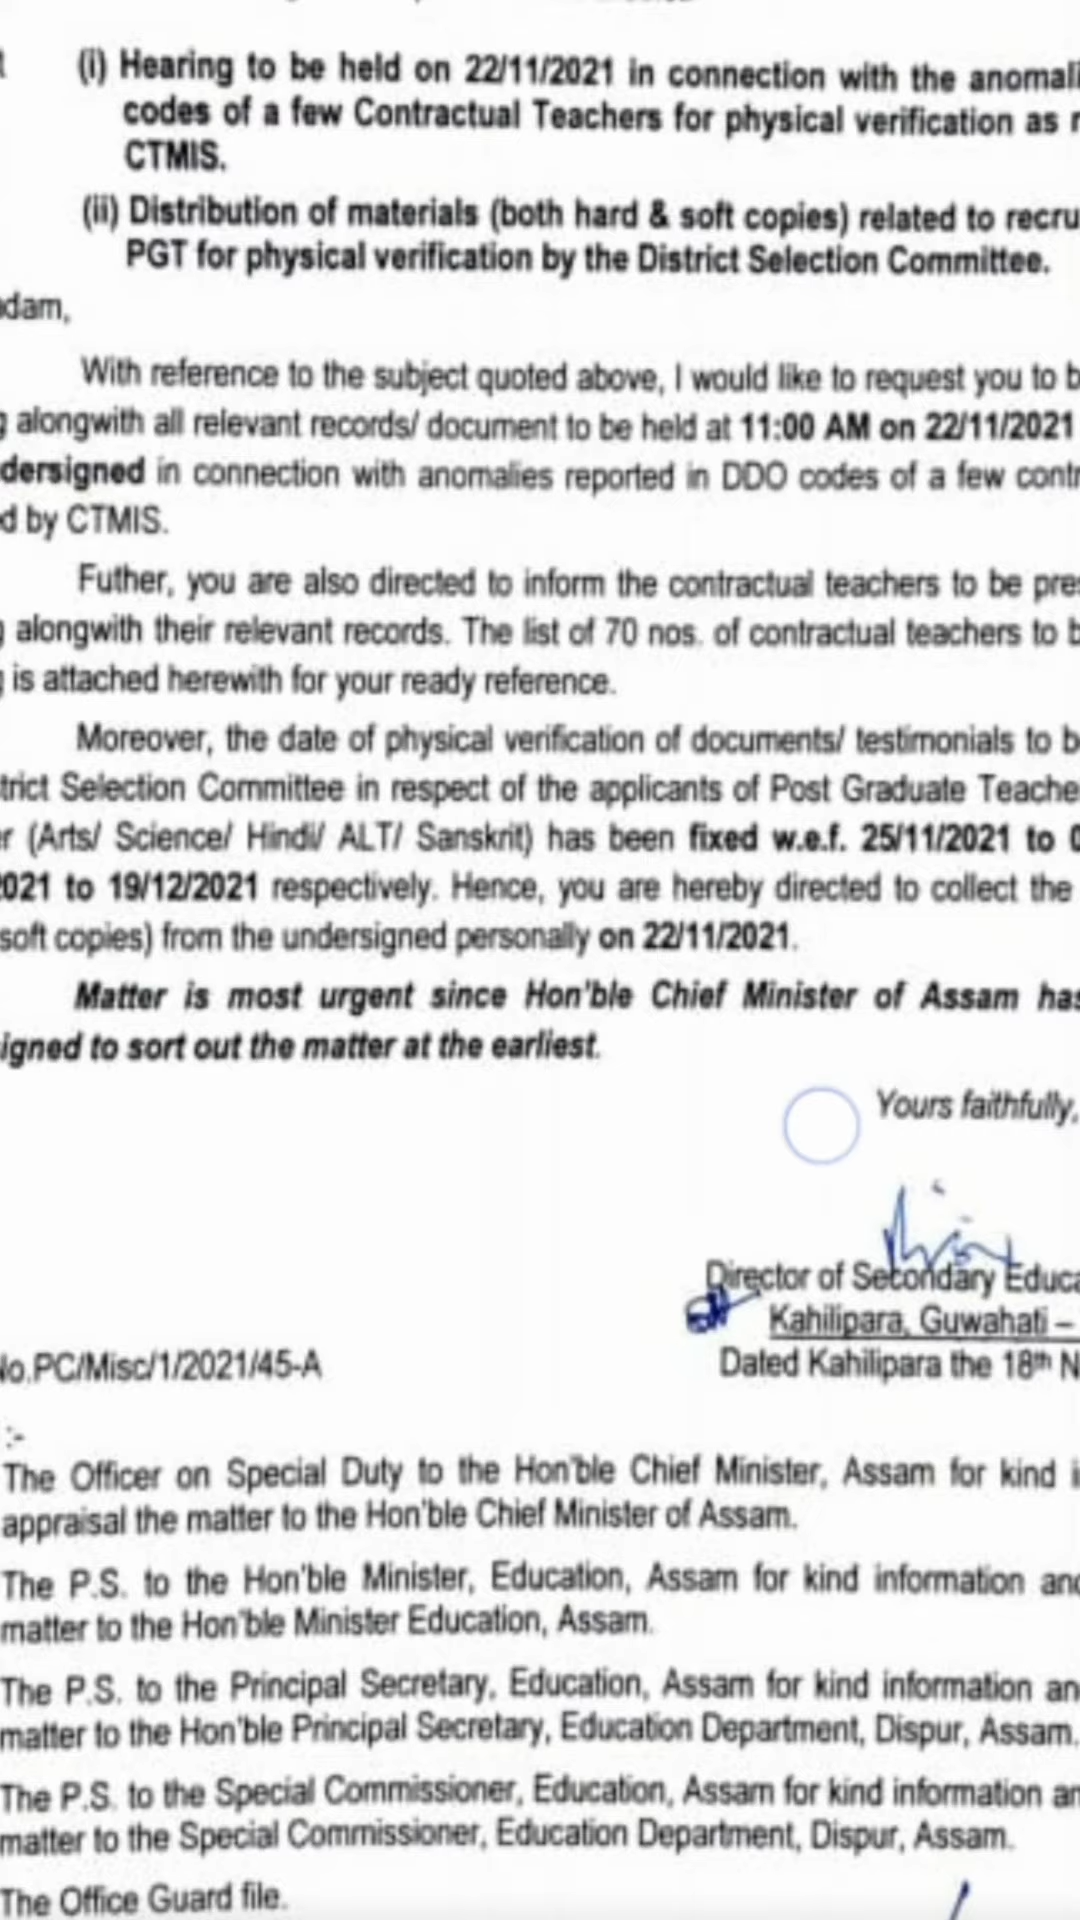 (i) Hearing to be held on 22/11/2021 in connection with the anomali
codes of a few Contractual Teachers for physical verification as r
CTMIS.
(ii) Distribution of materials (both hard & soft copies) related to recru
PGT for physical verification by the District Selection Committee.
dam,
With reference to the subject quoted above, I would like to request you to b
g alongwith all relevant records/ document to be held at 11:00 AM on 22/11/2021
dersigned in connection with anomalies reported in DDO codes of a few contr
d by CTMIS.
Futher, you are also directed to inform the contractual teachers to be pres
g alongwith their relevant records. The list of 70 nos. of contractual teachers to b
g is attached herewith for your ready reference.
Moreover, the date of physical verification of documents/ testimonials to b
trict Selection Committee in respect of the applicants of Post Graduate Teache
r (Arts/ Science/ Hindi/ ALT/ Sanskrit) has been fixed w.e.f. 25/11/2021 to 0
2021 to 19/12/2021 respectively. Hence, you are hereby directed to collect the
soft copies) from the undersigned personally on 22/11/2021.
Matter is most urgent since Hon'ble Chief Minister of Assam has
igned to sort out the matter at the earliest.
Yours faithfully,
Director of Secondary Educa
Kahilipara, Guwahati –
No.PC/Misc/1/2021/45-A
Dated Kahilipara the 18th N
:-
The Officer on Special Duty to the Hon'ble Chief Minister, Assam for kind i
appraisal the matter to the Hon'ble Chief Minister of Assam.
The P.S. to the Hon'ble Minister, Education, Assam for kind information and
matter to the Hon'ble Minister Education, Assam.
The P.S. to the Principal Secretary, Education, Assam for kind information an
matter to the Hon'ble Principal Secretary, Education Department, Dispur, Assam.
The P.S. to the Special Commissioner, Education, Assam for kind information an
matter to the Special Commissioner, Education Department, Dispur, Assam.
The Office Guard file.